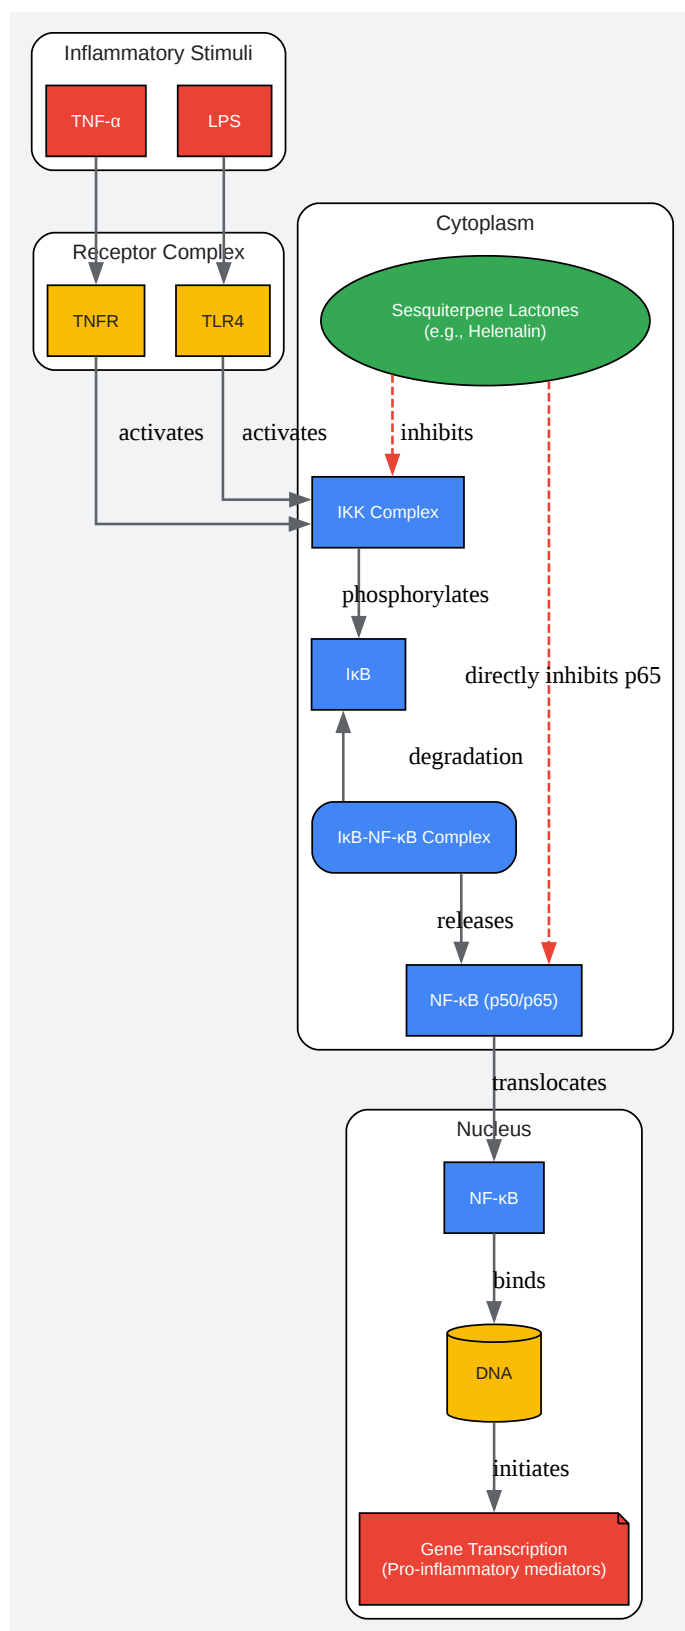 Inflammatory Stimuli
TNF-α
LPS
Receptor Complex
TNFR
TLR4
Cytoplasm
Sesquiterpene Lactones
(e.g., Helenalin)
activates
activates
inhibits
IKK Complex
phosphorylates
IκB
directly inhibits p65
degradation
IκB-NF-κB Complex
releases
NF-κB (p50/p65)
translocates
Nucleus
NF-κB
binds
DNA
initiates
Gene Transcription
(Pro-inflammatory mediators)